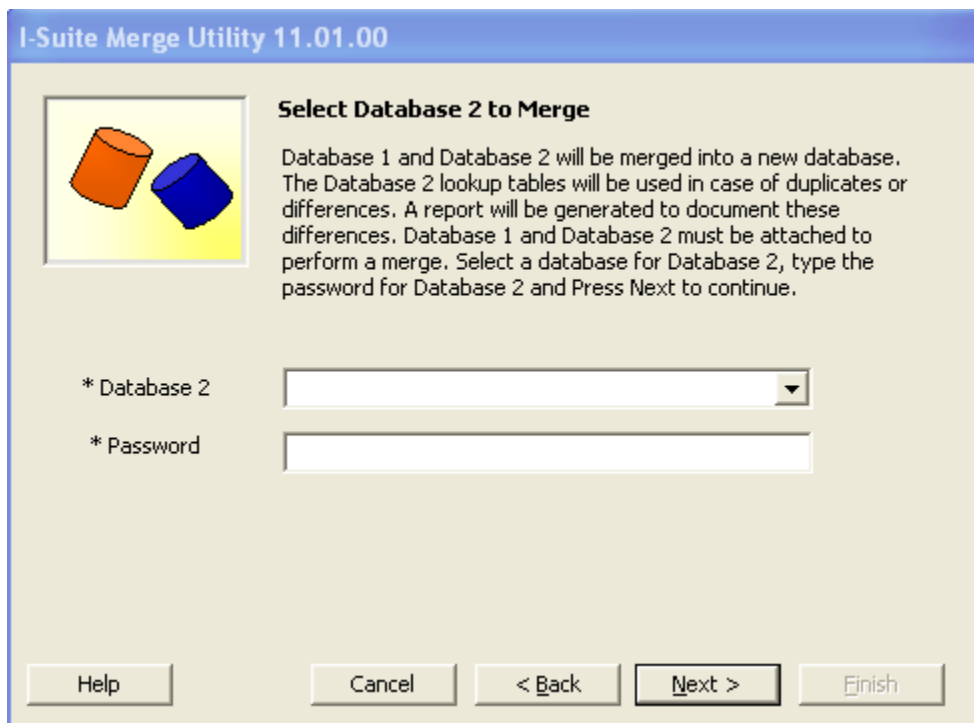 I-Suite Merge Utility 11.01.00
Select Database 2 to Merge
Database 1 and Database 2 will be merged into a new database.
The Database 2 lookup tables will be used in case of duplicates or
differences. A report will be generated to document these
differences. Database 1 and Database 2 must be attached to
perform a merge. Select a database for Database 2, type the
password for Database 2 and Press Next to continue.
* Database 2
* Password
Help
Cancel
< Back
Next >
Finish